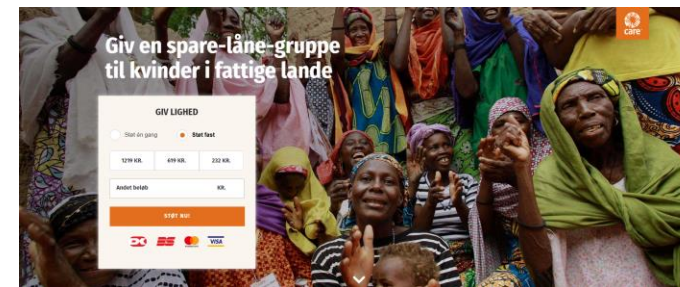 Giv en spare-låne-gruppe
til kvinder i fattige lande
care
GIV LIGHED
Støt én gang
Støt fast
1219 KR.
619 KR.
232 KR.
Andet beløb
KR.
STØT NU!
VISA